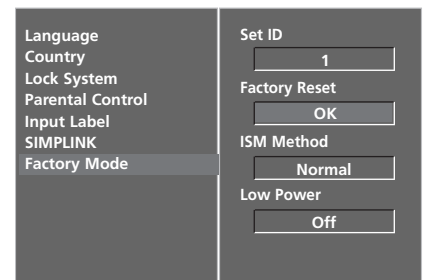 Language
Country
Lock System
Parental Control
Input Label
SIMPLINK
Factory Mode
Set ID
1
Factory Reset
OK
ISM Method
Normal
Low Power
Off